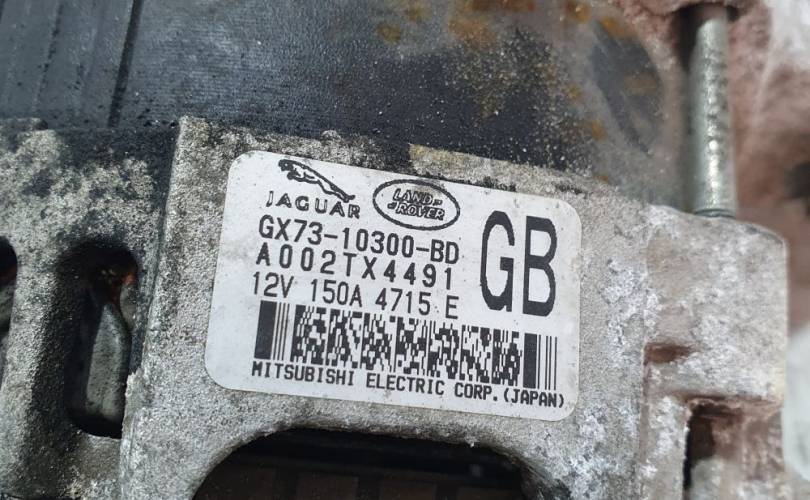 JAGUAR
LAND ROVER
GX73-10300-BD
A002TX4491
12V 150A 4715 E
GB
MITSUBISHI ELECTRIC CORP.(JAPAN)